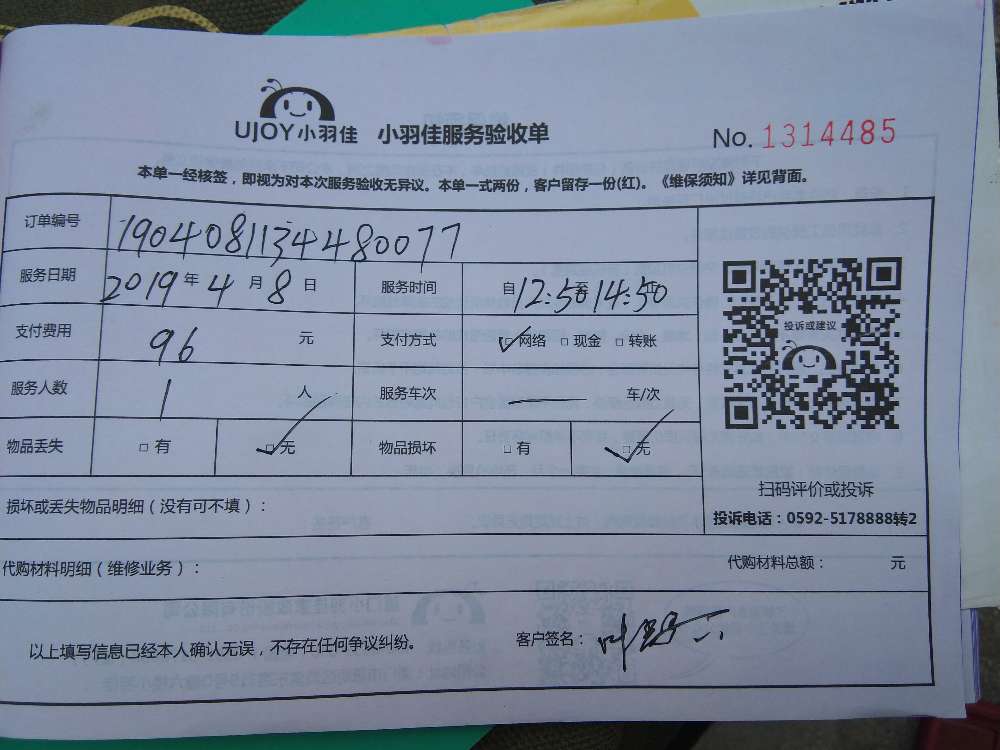 UJOY小羽佳 小羽佳服务验收单 No. 1314485
本单一经核签，即视为对本次服务验收无异议。本单一式两份，客户留存一份(红)。《维保须知》详见背面。
订单编号 19040811344480077
服务日期 2019年4月8日 服务时间 自12:50至14:50
支付费用 96 元 支付方式 网络 现金 转账
投诉或建议
服务人数 1 人 服务车次 — 车/次
物品丢失 有 无 物品损坏 有 无
扫码评价或投诉
损坏或丢失物品明细（没有可不填）：
投诉电话：0592-5178888转2
代购材料明细（维修业务）： 代购材料总额： 元
以上填写信息已经本人确认无误，不存在任何争议纠纷。 客户签名：